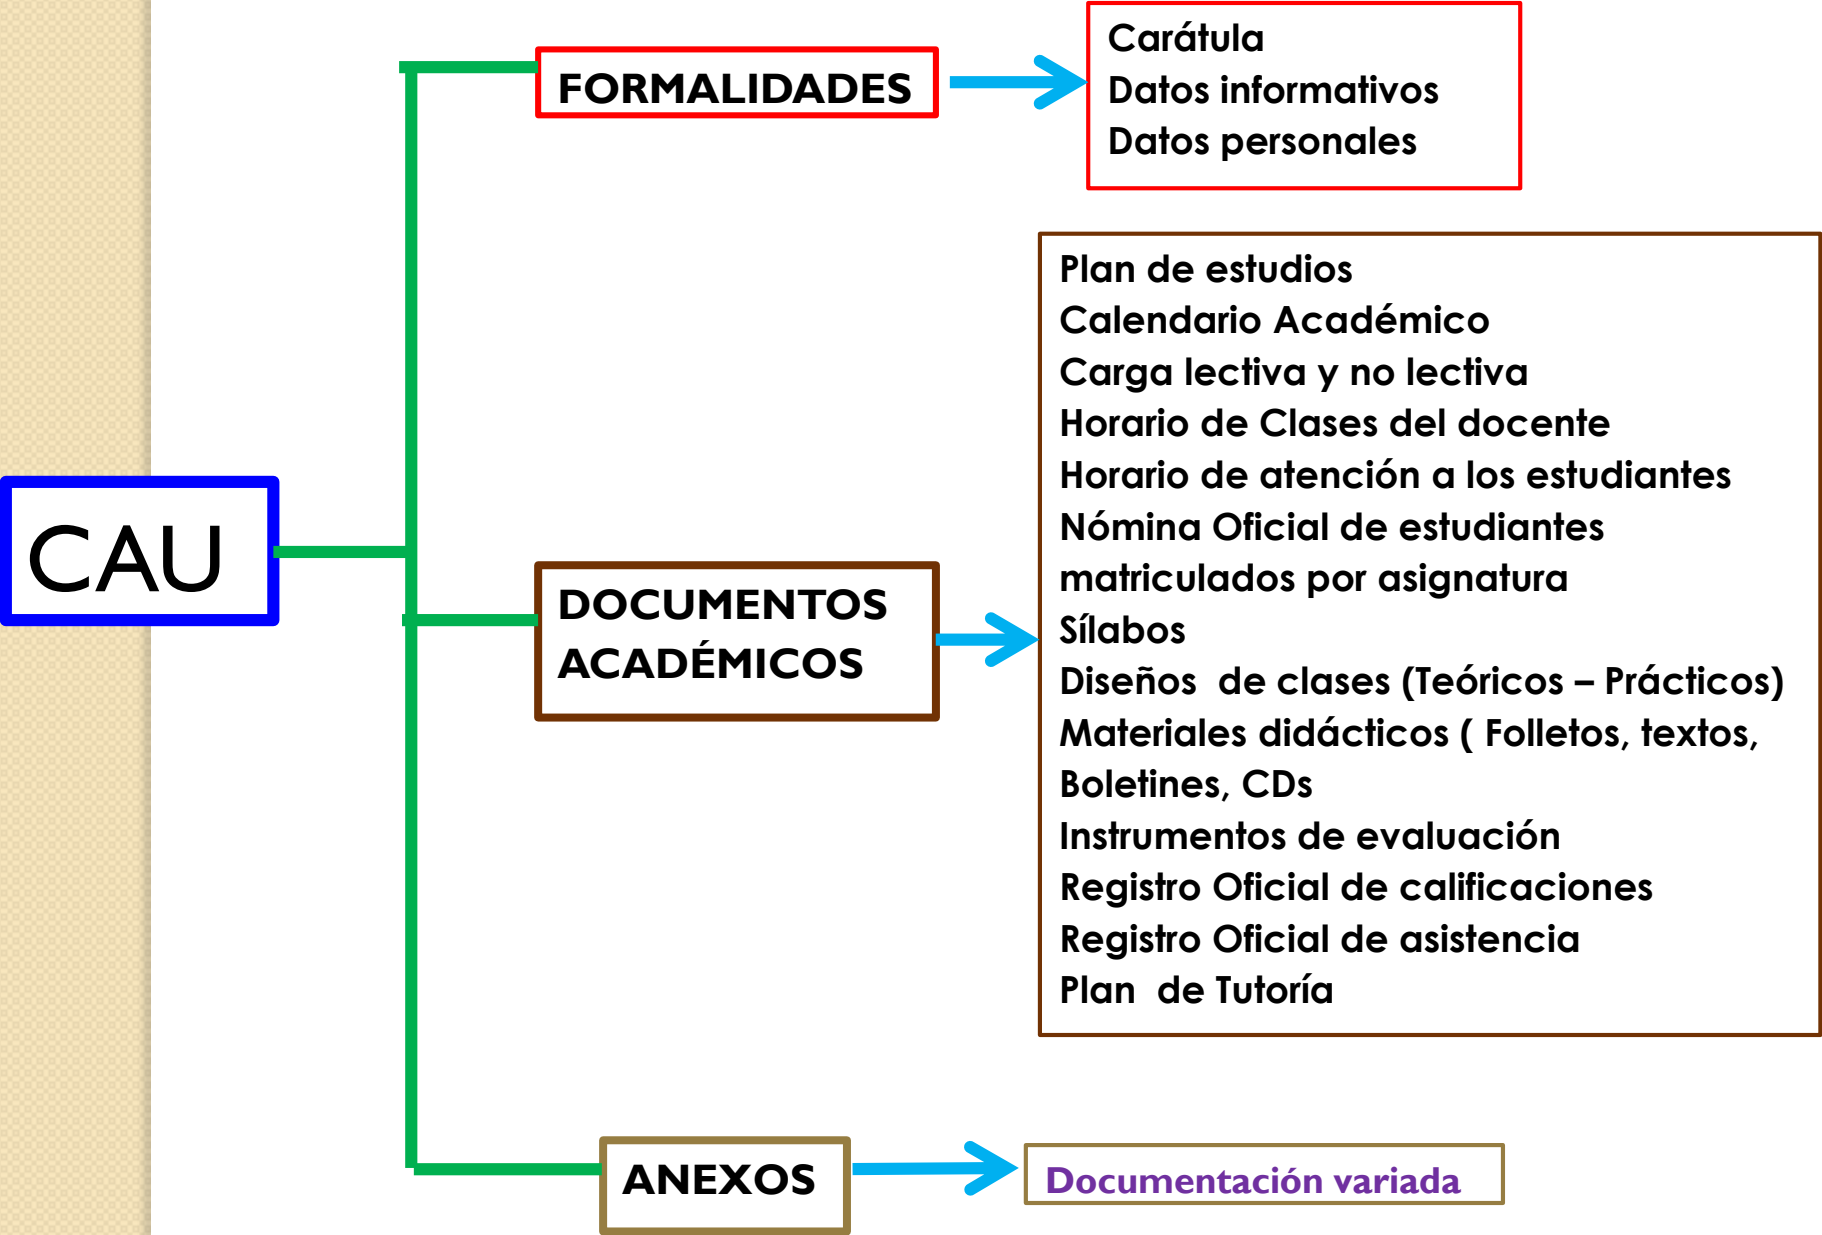 CAU
FORMALIDADES
Carátula
Datos informativos
Datos personales
DOCUMENTOS
ACADÉMICOS
Plan de estudios
Calendario Académico
Carga lectiva y no lectiva
Horario de Clases del docente
Horario de atención a los estudiantes
Nómina Oficial de estudiantes
matriculados por asignatura
Sílabos
Diseños  de clases (Teóricos – Prácticos)
Materiales didácticos ( Folletos, textos,
Boletines, CDs
Instrumentos de evaluación
Registro Oficial de calificaciones
Registro Oficial de asistencia
Plan  de Tutoría
ANEXOS
Documentación variada